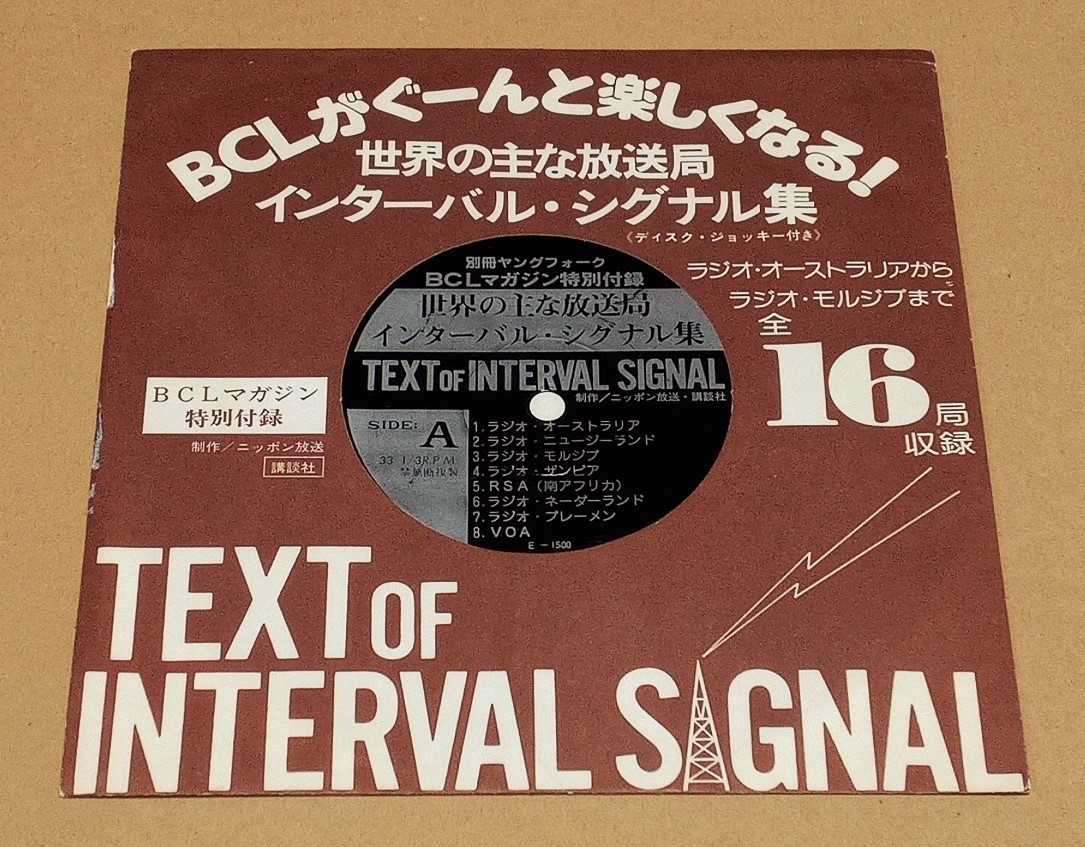 BCLがぐーんと楽しくなる!
世界の主な放送局
インターバル・シグナル集
《ディスク・ジョッキー付き》
ラジオ・オーストラリアから
ラジオ・モルジブまで
全
16
局
収録
別冊ヤングフォーク
BCLマガジン特別付録
世界の主な放送局
インターバル・シグナル集
TEXT OF INTERVAL SIGNAL
制作/ニッポン放送・講談社
SIDE: A
33 1/3R.P.M
禁無断複製
1.ラジオ・オーストラリア
2.ラジオ・ニュージーランド
3.ラジオ・モルジブ
4.ラジオ・ザンビア
5.RSA(南アフリカ)
6.ラジオ・ネーダーランド
7.ラジオ・ブレーメン
8.VOA
E-1500
BCLマガジン
特別付録
制作/ニッポン放送
講談社
TEXT OF
INTERVAL SIGNAL